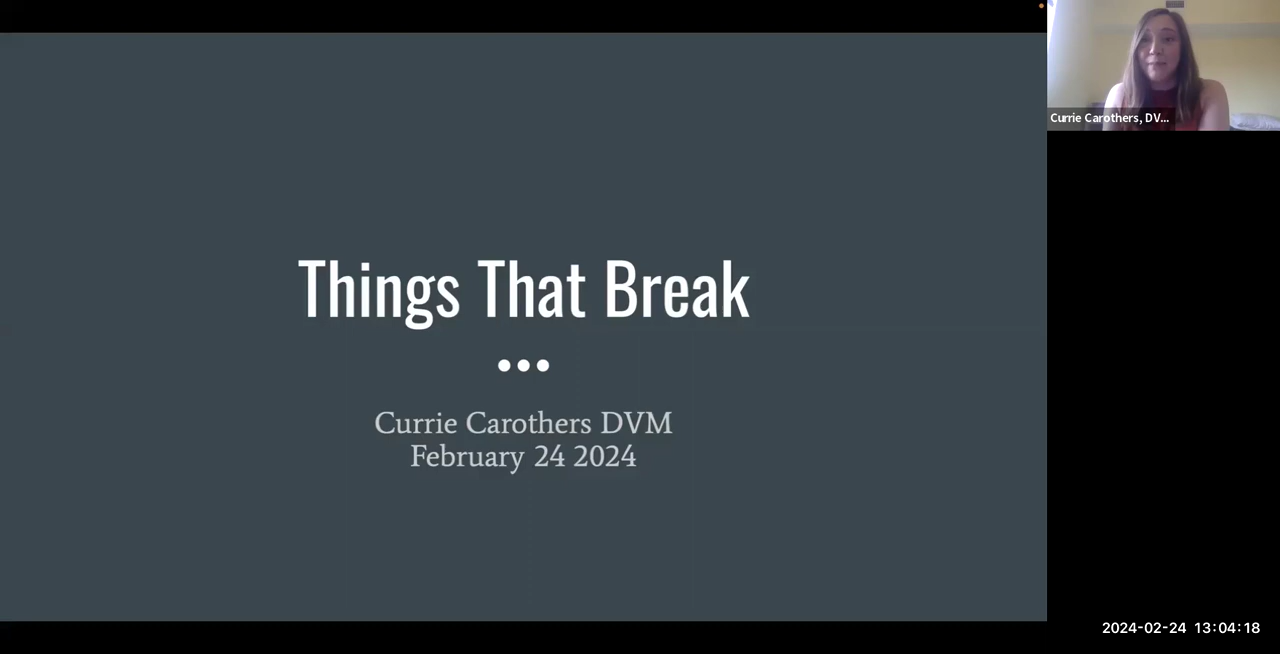 Things That Break
Currie Carothers DVM
February 24 2024
Currie Carothers, DV...
2024-02-24 13:04:18